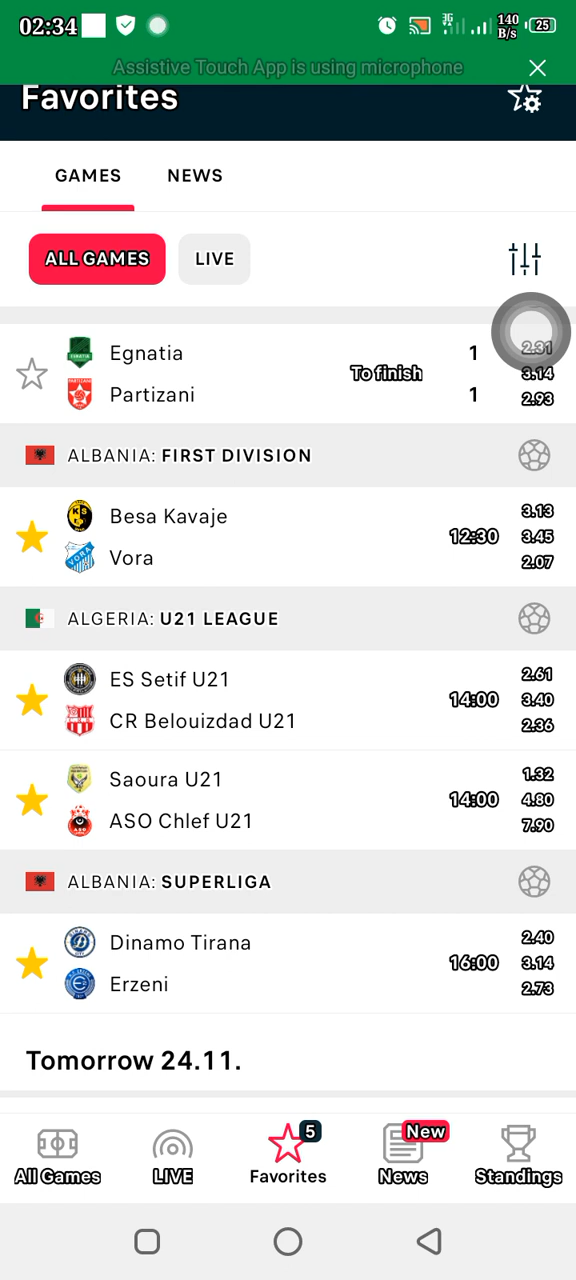 02:34
3G
140
B/s
25
Assistive Touch App is using microphone
Favorites
GAMES NEWS
ALL GAMES LIVE
Egnatia 1 2.31
To finish 3.14
Partizani 1 2.93
ALBANIA: FIRST DIVISION
Besa Kavaje 3.13
12:30 3.45
Vora 2.07
ALGERIA: U21 LEAGUE
ES Setif U21 2.61
14:00 3.40
CR Belouizdad U21 2.36
Saoura U21 1.32
14:00 4.80
ASO Chlef U21 7.90
ALBANIA: SUPERLIGA
Dinamo Tirana 2.40
16:00 3.14
Erzeni 2.73
Tomorrow 24.11.
5 New
All Games LIVE Favorites News Standings